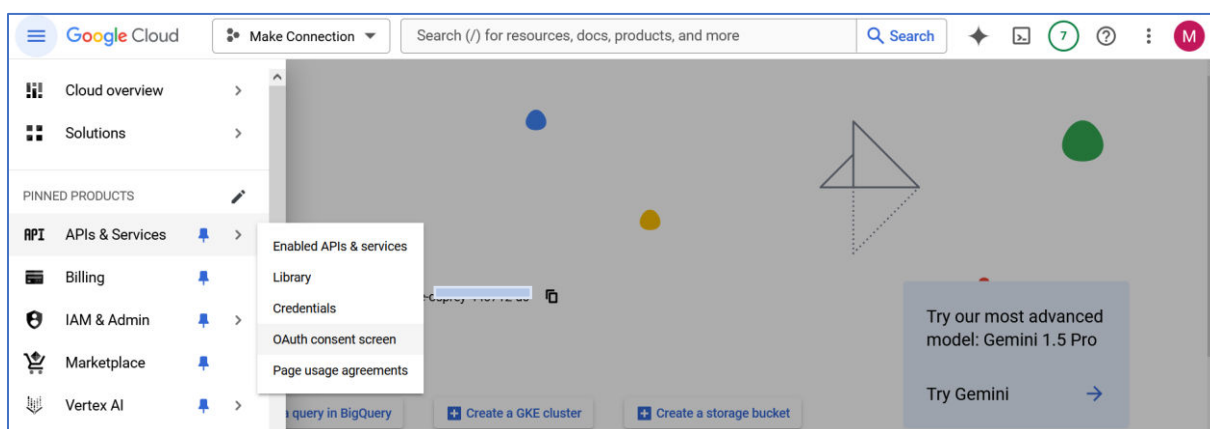 Google Cloud
Make Connection
Search (/) for resources, docs, products, and more
Search
7
M
Cloud overview
Solutions
PINNED PRODUCTS
API APIs & Services
Billing
IAM & Admin
Marketplace
Vertex AI
Enabled APIs & services
Library
Credentials
OAuth consent screen
Page usage agreements
Try our most advanced
model: Gemini 1.5 Pro
Try Gemini
a query in BigQuery
Create a GKE cluster
Create a storage bucket